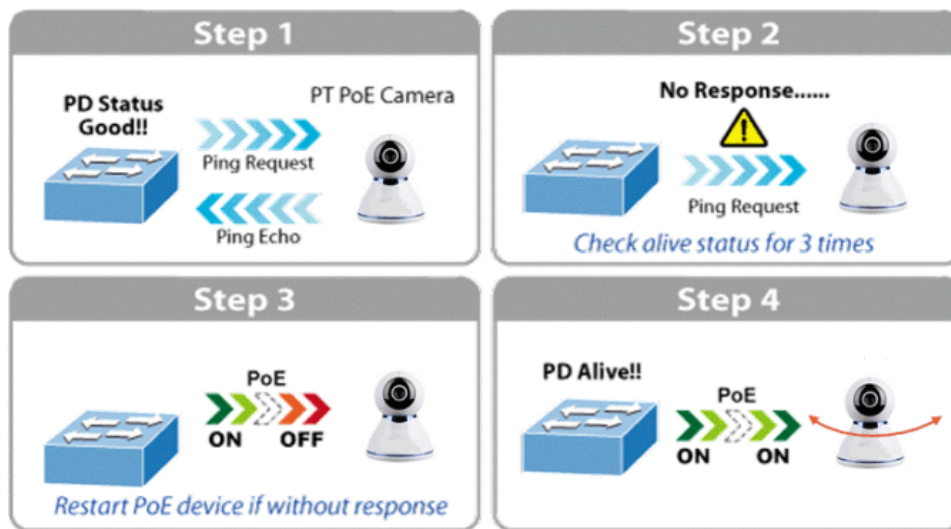 Step 1
PD Status
Good!!
PT PoE Camera
Ping Request
Ping Echo
Step 2
No Response......
Ping Request
Check alive status for 3 times
Step 3
PoE
ON OFF
Restart PoE device if without response
Step 4
PD Alive!!
PoE
ON ON